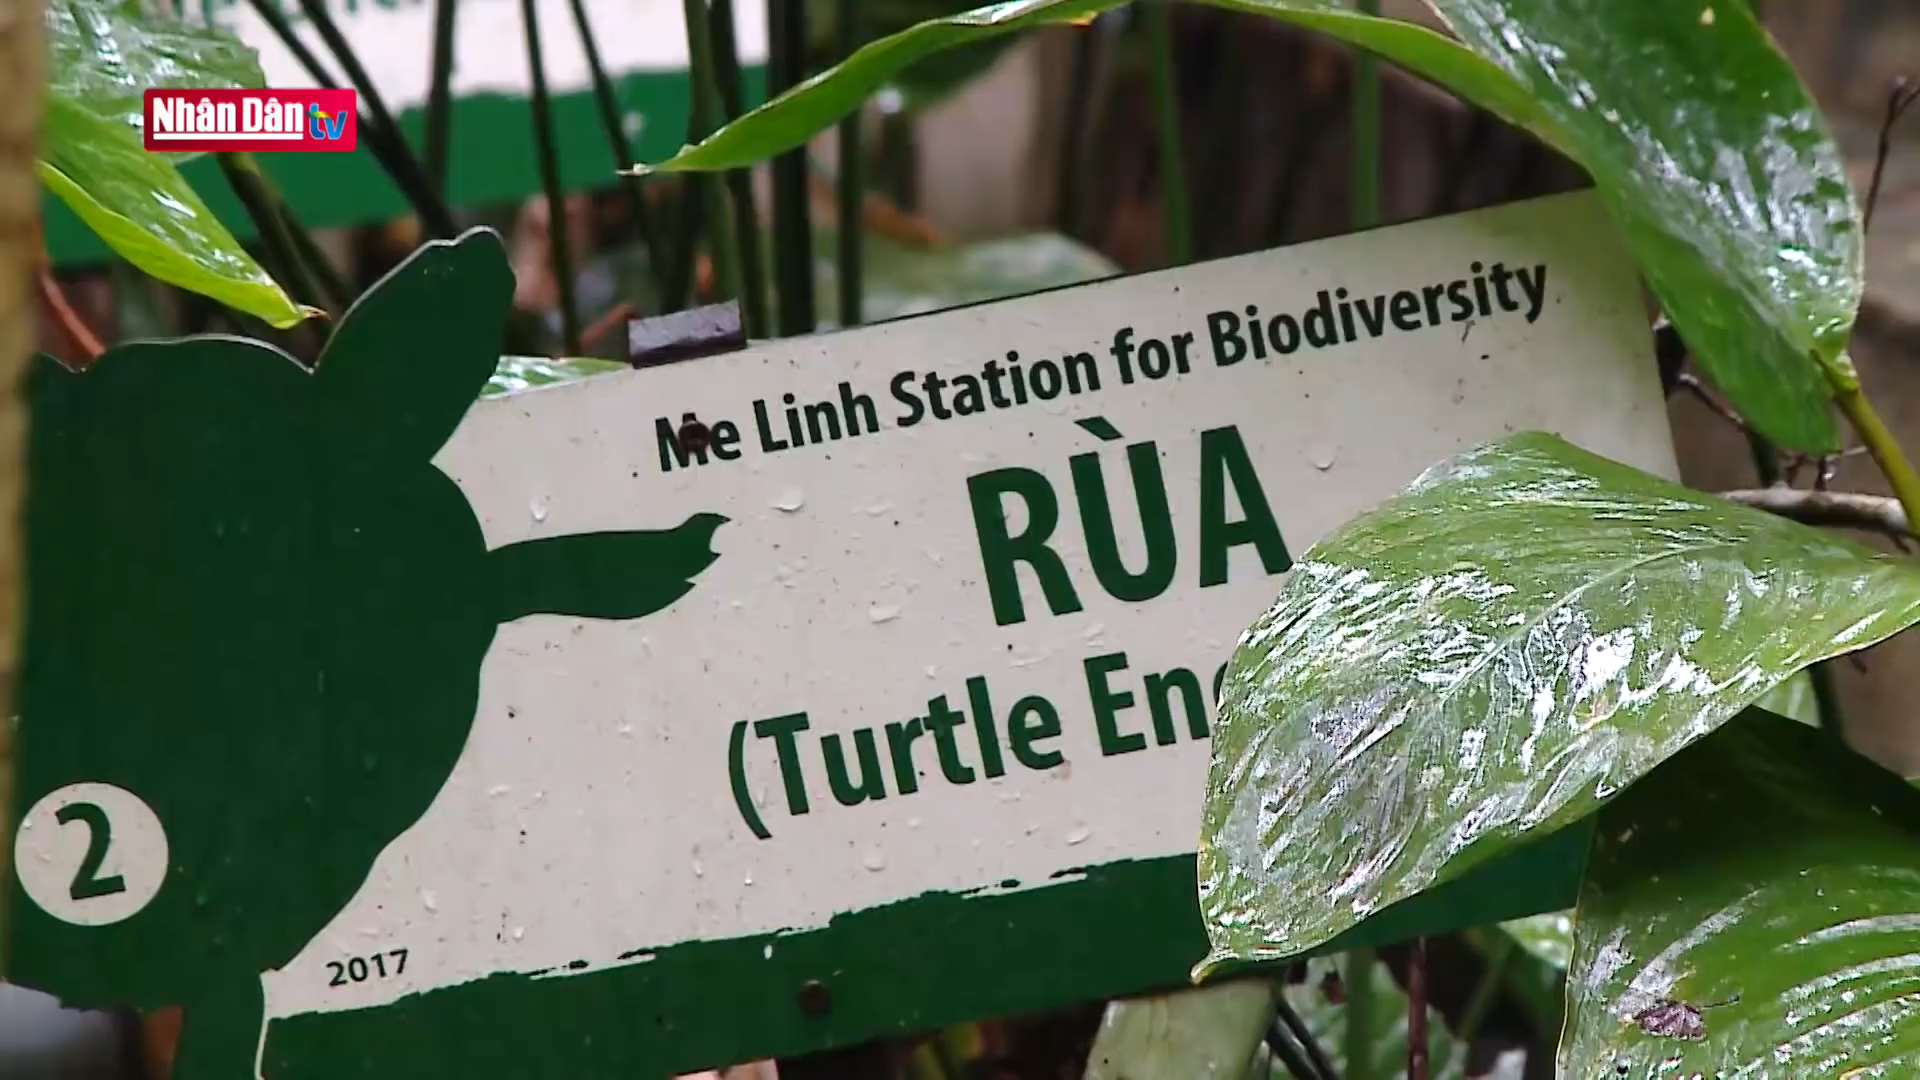 Nhân Dân tv
Me Linh Station for Biodiversity
RÙA
(Turtle
2
2017